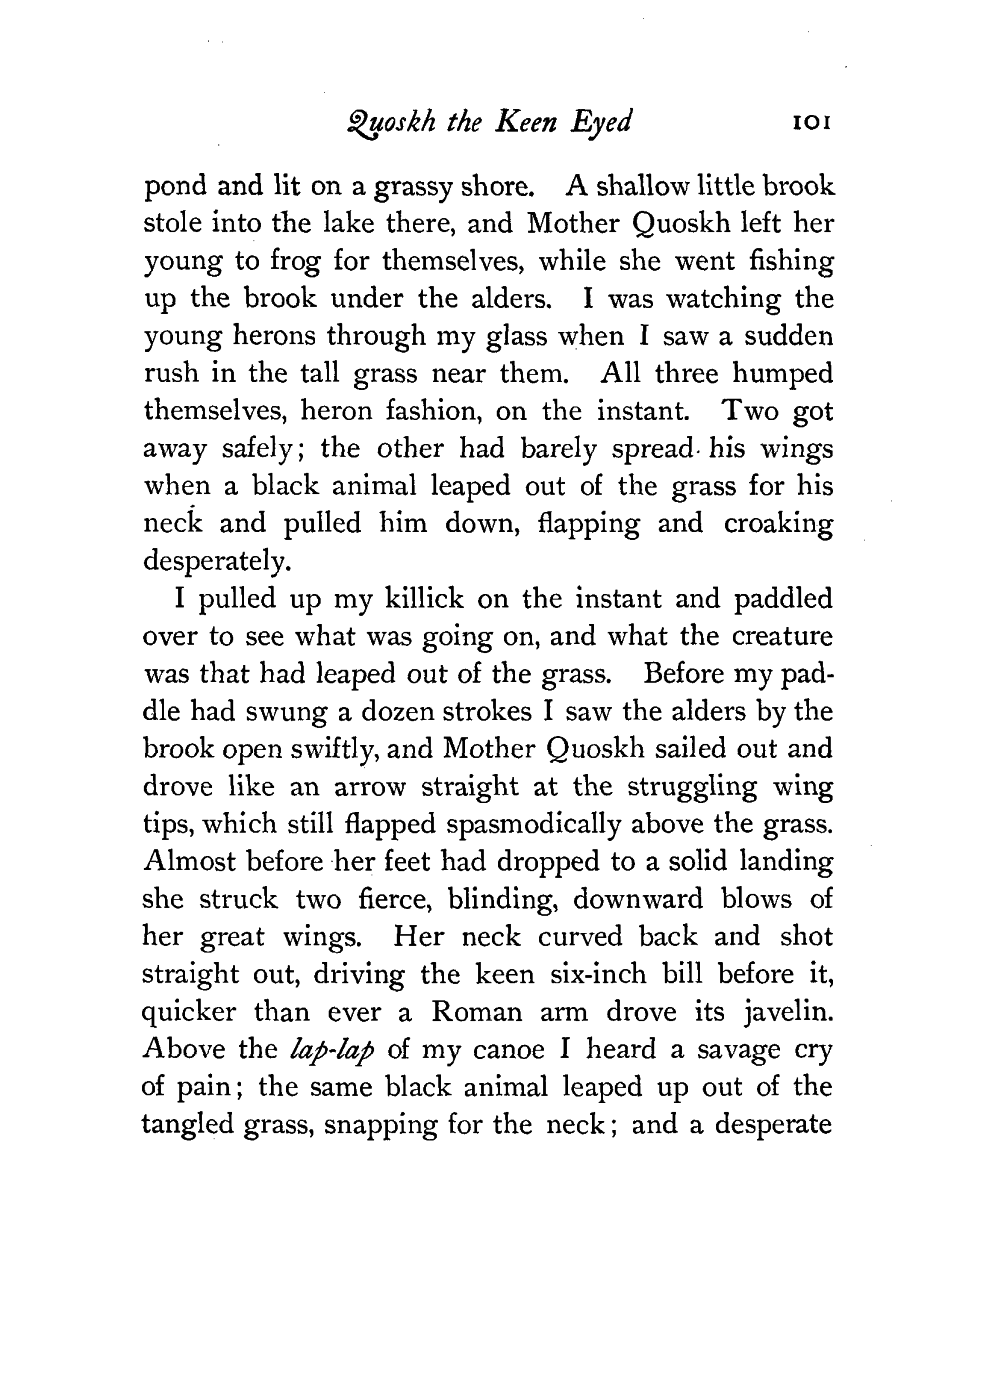 Quoskh the Keen Eyed 101
pond and lit on a grassy shore. A shallow little brook
stole into the lake there, and Mother Quoskh left her
young to frog for themselves, while she went fishing
up the brook under the alders. I was watching the
young herons through my glass when I saw a sudden
rush in the tall grass near them. All three humped
themselves, heron fashion, on the instant. Two got
away safely; the other had barely spread his wings
when a black animal leaped out of the grass for his
neck and pulled him down, flapping and croaking
desperately.
I pulled up my killick on the instant and paddled
over to see what was going on, and what the creature
was that had leaped out of the grass. Before my pad-
dle had swung a dozen strokes I saw the alders by the
brook open swiftly, and Mother Quoskh sailed out and
drove like an arrow straight at the struggling wing
tips, which still flapped spasmodically above the grass.
Almost before her feet had dropped to a solid landing
she struck two fierce, blinding, downward blows of
her great wings. Her neck curved back and shot
straight out, driving the keen six-inch bill before it,
quicker than ever a Roman arm drove its javelin.
Above the lap-lap of my canoe I heard a savage cry
of pain; the same black animal leaped up out of the
tangled grass, snapping for the neck; and a desperate